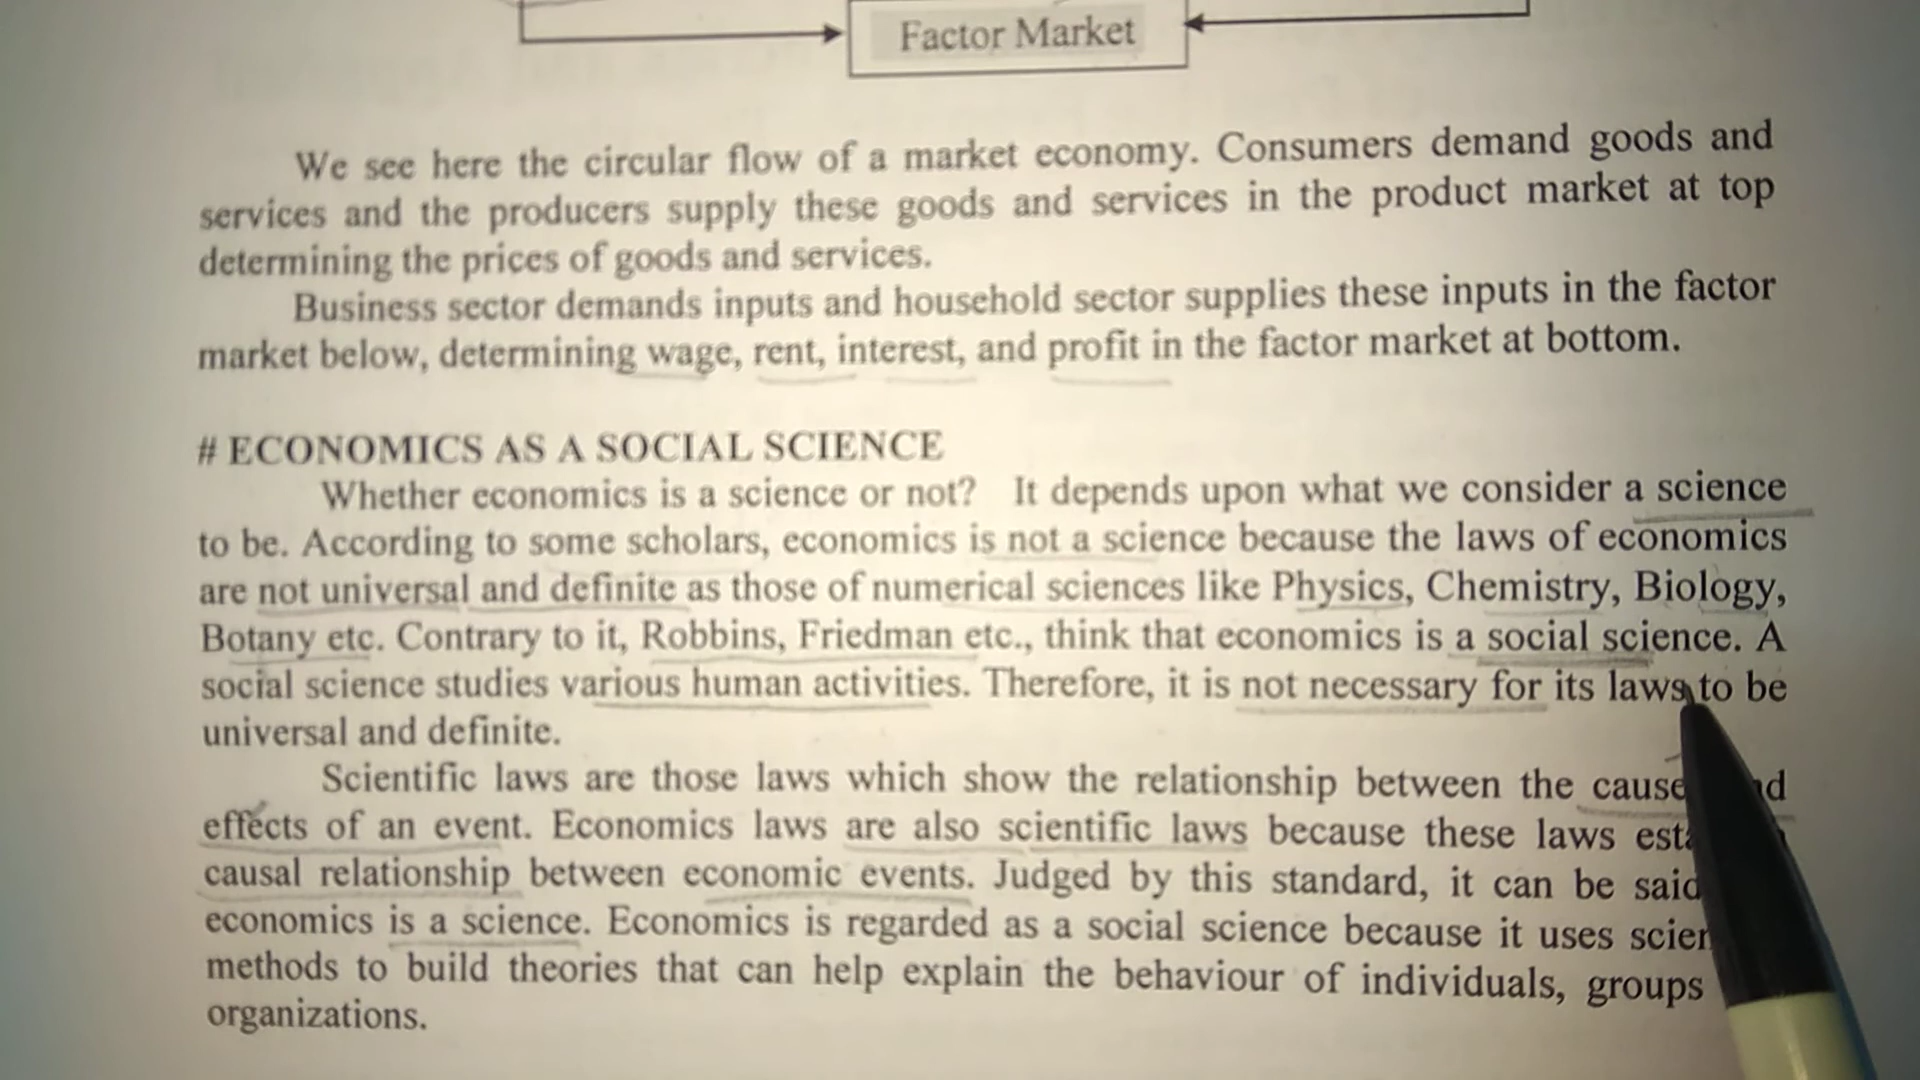 Factor Market
We see here the circular flow of a market economy. Consumers demand goods and
services and the producers supply these goods and services in the product market at top
determining the prices of goods and services.
Business sector demands inputs and household sector supplies these inputs in the factor
market below, determining wage, rent, interest, and profit in the factor market at bottom.
# ECONOMICS AS A SOCIAL SCIENCE
Whether economics is a science or not? It depends upon what we consider a science
to be. According to some scholars, economics is not a science because the laws of economics
are not universal and definite as those of numerical sciences like Physics, Chemistry, Biology,
Botany etc. Contrary to it, Robbins, Friedman etc., think that economics is a social science. A
social science studies various human activities. Therefore, it is not necessary for its laws to be
universal and definite.
Scientific laws are those laws which show the relationship between the cause
effects of an event. Economics laws are also scientific laws because these laws
causal relationship between economic events. Judged by this standard, it can be said
economics is a science. Economics is regarded as a social science because it uses
methods to build theories that can help explain the behaviour of individuals, groups
organizations.